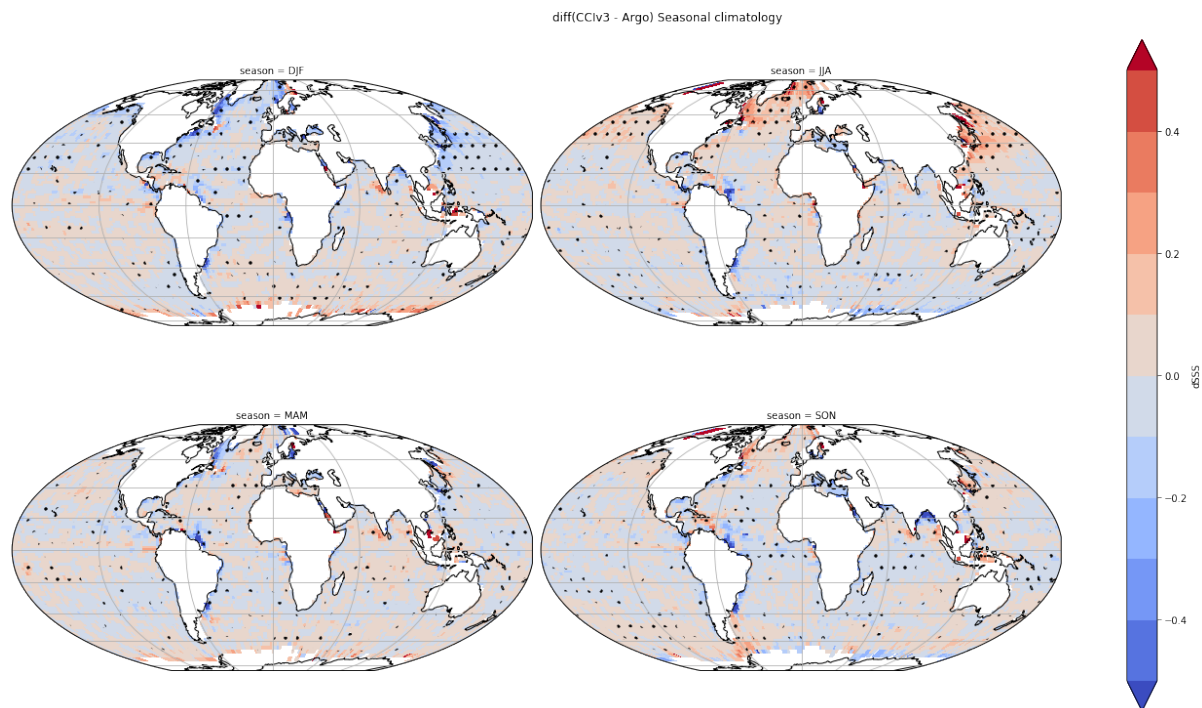 diff(CCIv3 - Argo) Seasonal climatology
season = DJF
season = JJA
season = MAM
season = SON
0.4
0.2
0.0
−0.2
−0.4
dSSS